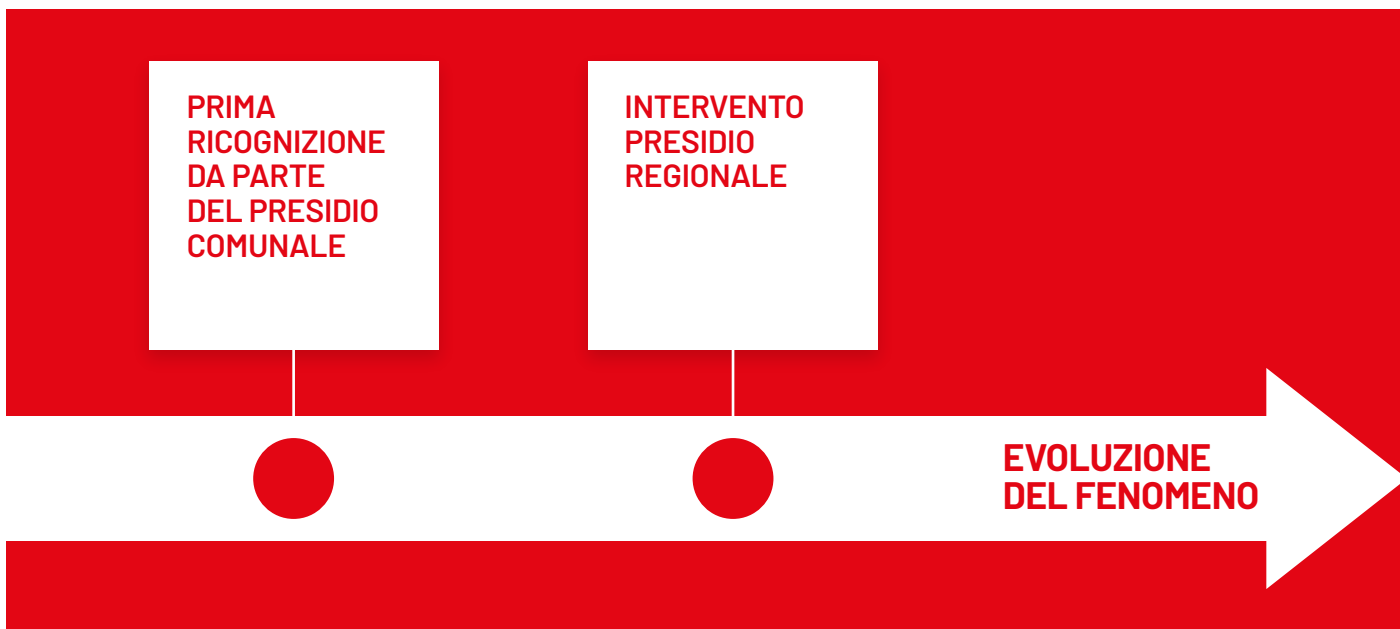 PRIMA
RICOGNIZIONE
DA PARTE
DEL PRESIDIO
COMUNALE
INTERVENTO
PRESIDIO
REGIONALE
EVOLUZIONE
DEL FENOMENO